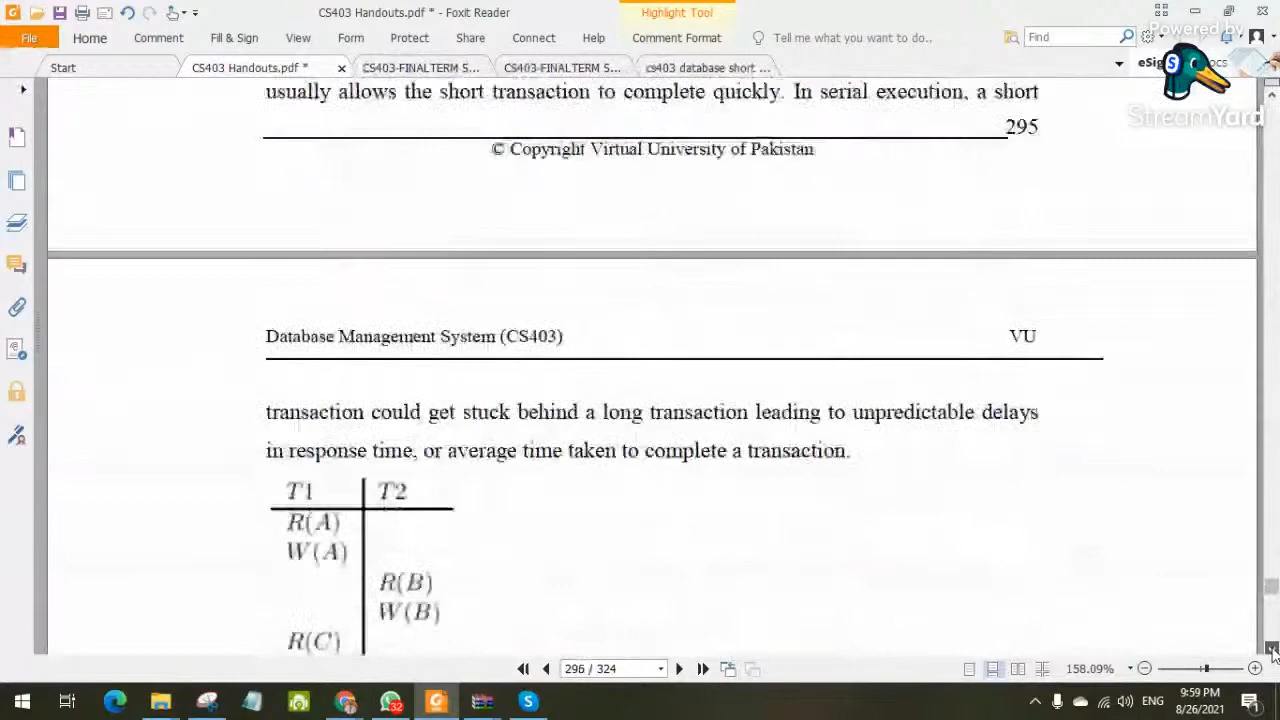 CS403 Handouts.pdf * - Foxit Reader
Highlight Tool
File Home Comment Fill & Sign View Form Protect Share Connect Help Comment Format Tell me what you want to do.. Find
Powered by
StreamYard
Start CS403 Handouts.pdf * CS403-FINALTERM S... CS403-FINALTERM S... cs403 database short ...
usually allows the short transaction to complete quickly. In serial execution, a short
295
© Copyright Virtual University of Pakistan
Database Management System (CS403) VU
transaction could get stuck behind a long transaction leading to unpredictable delays
in response time, or average time taken to complete a transaction.
T1 T2
R(A)
W(A)
R(B)
W(B)
R(C)
296 / 324 158.09%
32
ENG 9:59 PM
8/26/2021
1